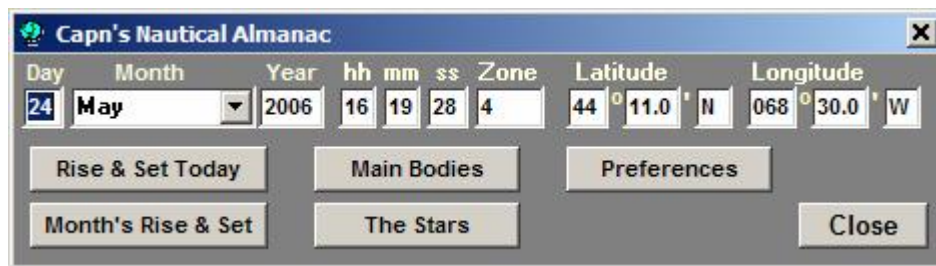 Capn's Nautical Almanac
Day Month Year hh mm ss Zone Latitude Longitude
24 May 2006 16 19 28 4 44 o 11.0 ' N 068 o 30.0 ' W
Rise & Set Today Main Bodies Preferences
Month's Rise & Set The Stars Close